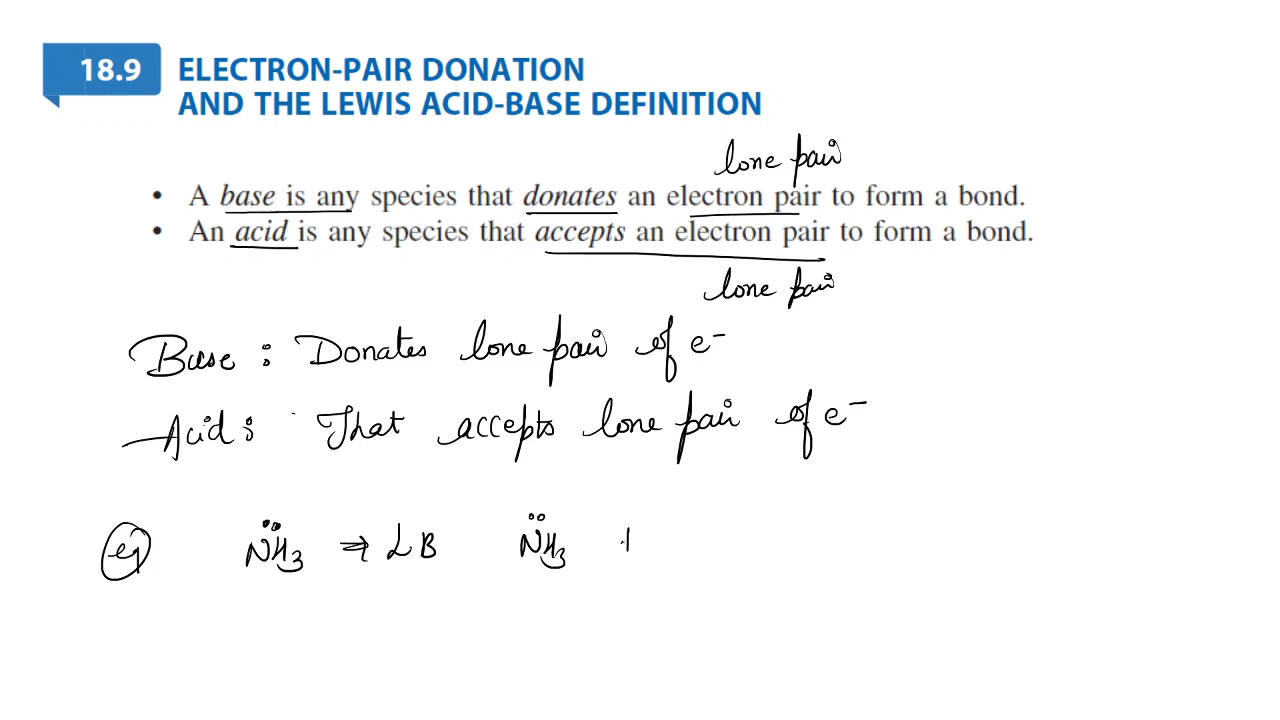 18.9 ELECTRON-PAIR DONATION
AND THE LEWIS ACID-BASE DEFINITION
lone pair
• A base is any species that donates an electron pair to form a bond.
• An acid is any species that accepts an electron pair to form a bond.
lone pair
Base : Donates lone pair of e⁻
Acid : That accepts lone pair of e⁻
eg N̈H₃ ⇒ LB N̈H₃ +